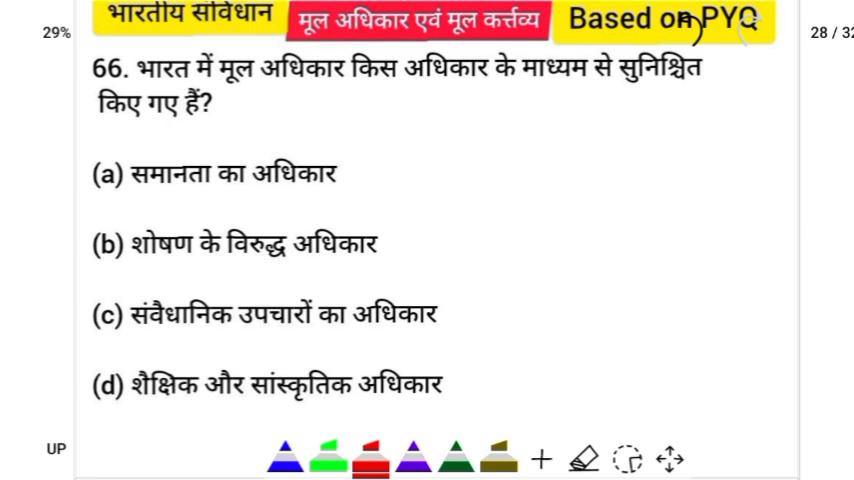 29%
भारतीय संविधान
मूल अधिकार एवं मूल कर्त्तव्य
Based on PYQ
28 / 32
66. भारत में मूल अधिकार किस अधिकार के माध्यम से सुनिश्चित
किए गए हैं?
(a) समानता का अधिकार
(b) शोषण के विरुद्ध अधिकार
(c) संवैधानिक उपचारों का अधिकार
(d) शैक्षिक और सांस्कृतिक अधिकार
UP